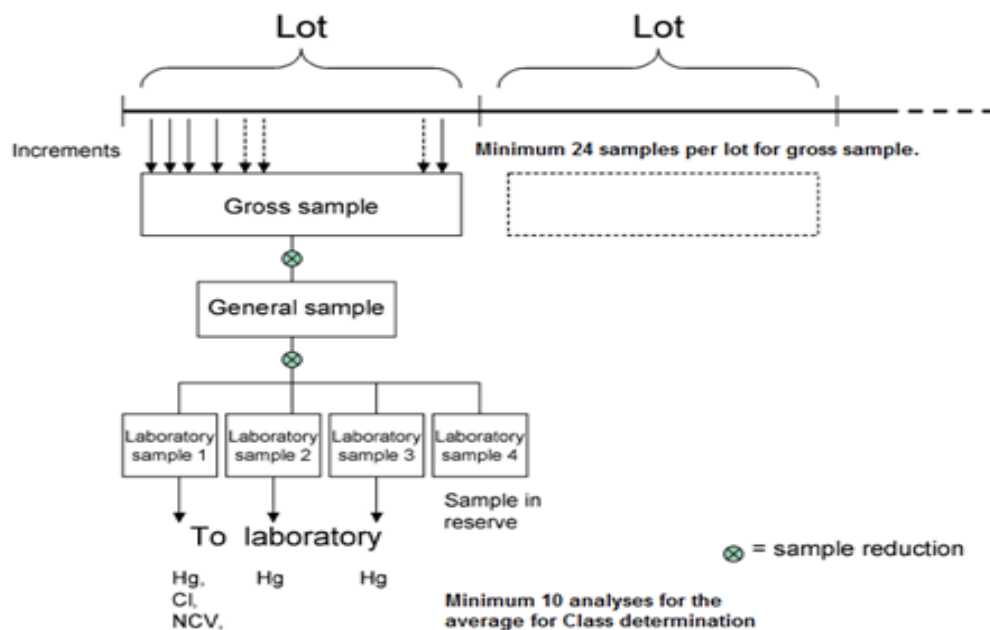 Lot
Lot
Increments
Minimum 24 samples per lot for gross sample.
Gross sample
General sample
Laboratory
sample 1
Laboratory
sample 2
Laboratory
sample 3
Laboratory
sample 4
Sample in
reserve
To laboratory
= sample reduction
Hg,
Cl,
NCV,
Hg
Hg
Minimum 10 analyses for the
average for Class determination